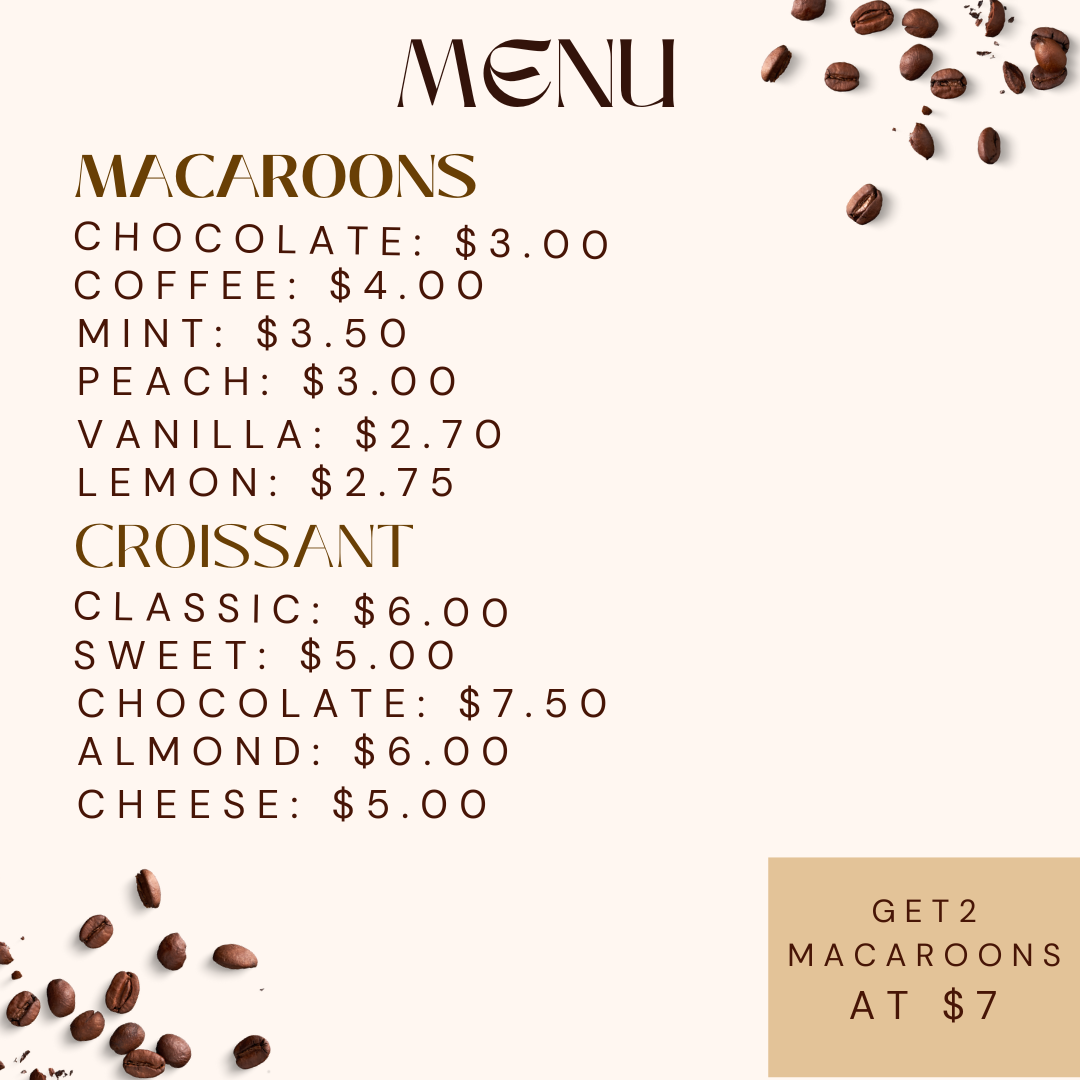 MENU
MACAROONS
CHOCOLATE: $3.00
COFFEE: $4.00
MINT: $3.50
PEACH: $3.00
VANILLA: $2.70
LEMON: $2.75
CROISSANT
CLASSIC: $6.00
SWEET: $5.00
CHOCOLATE: $7.50
ALMOND: $6.00
CHEESE: $5.00
GET2
MACAROONS
AT $7